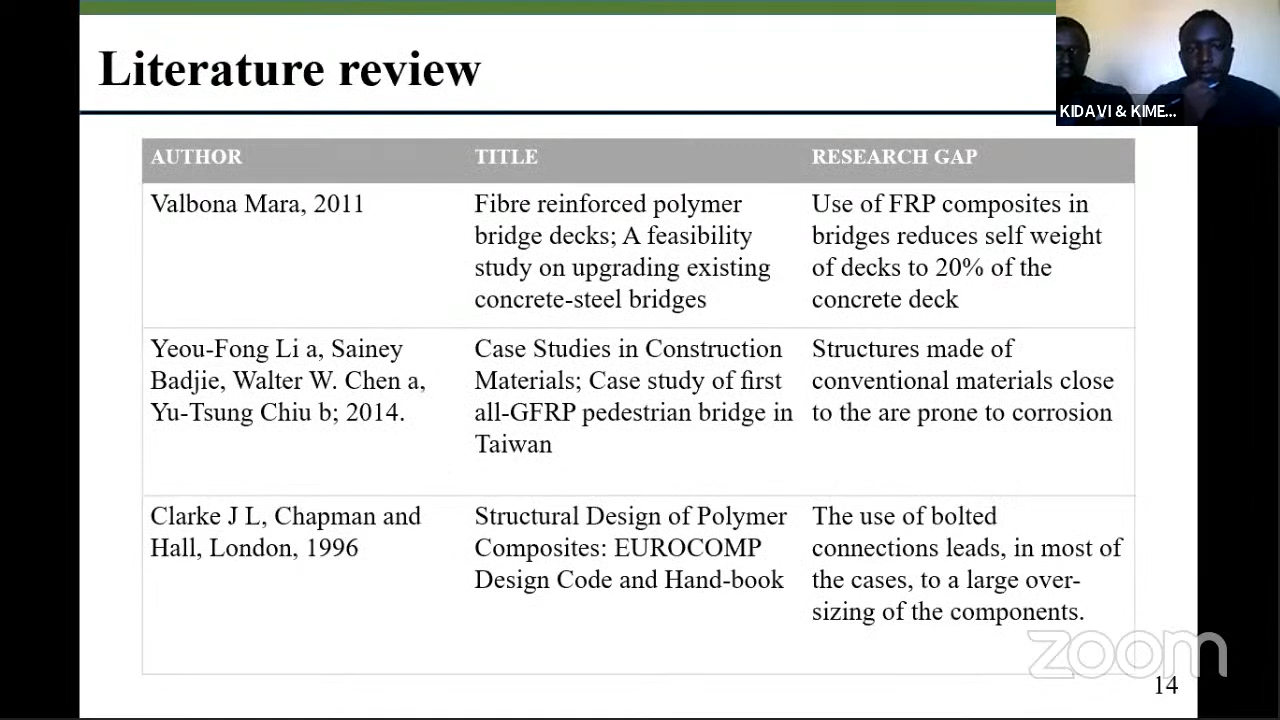 Literature review
KIDAVI & KIME...
AUTHOR TITLE RESEARCH GAP
Valbona Mara, 2011
Fibre reinforced polymer
bridge decks; A feasibility
study on upgrading existing
concrete-steel bridges
Use of FRP composites in
bridges reduces self weight
of decks to 20% of the
concrete deck
Yeou-Fong Li a, Sainey
Badjie, Walter W. Chen a,
Yu-Tsung Chiu b; 2014.
Case Studies in Construction
Materials; Case study of first
all-GFRP pedestrian bridge in
Taiwan
Structures made of
conventional materials close
to the are prone to corrosion
Clarke J L, Chapman and
Hall, London, 1996
Structural Design of Polymer
Composites: EUROCOMP
Design Code and Hand-book
The use of bolted
connections leads, in most of
the cases, to a large over-
sizing of the components.
zoom
14